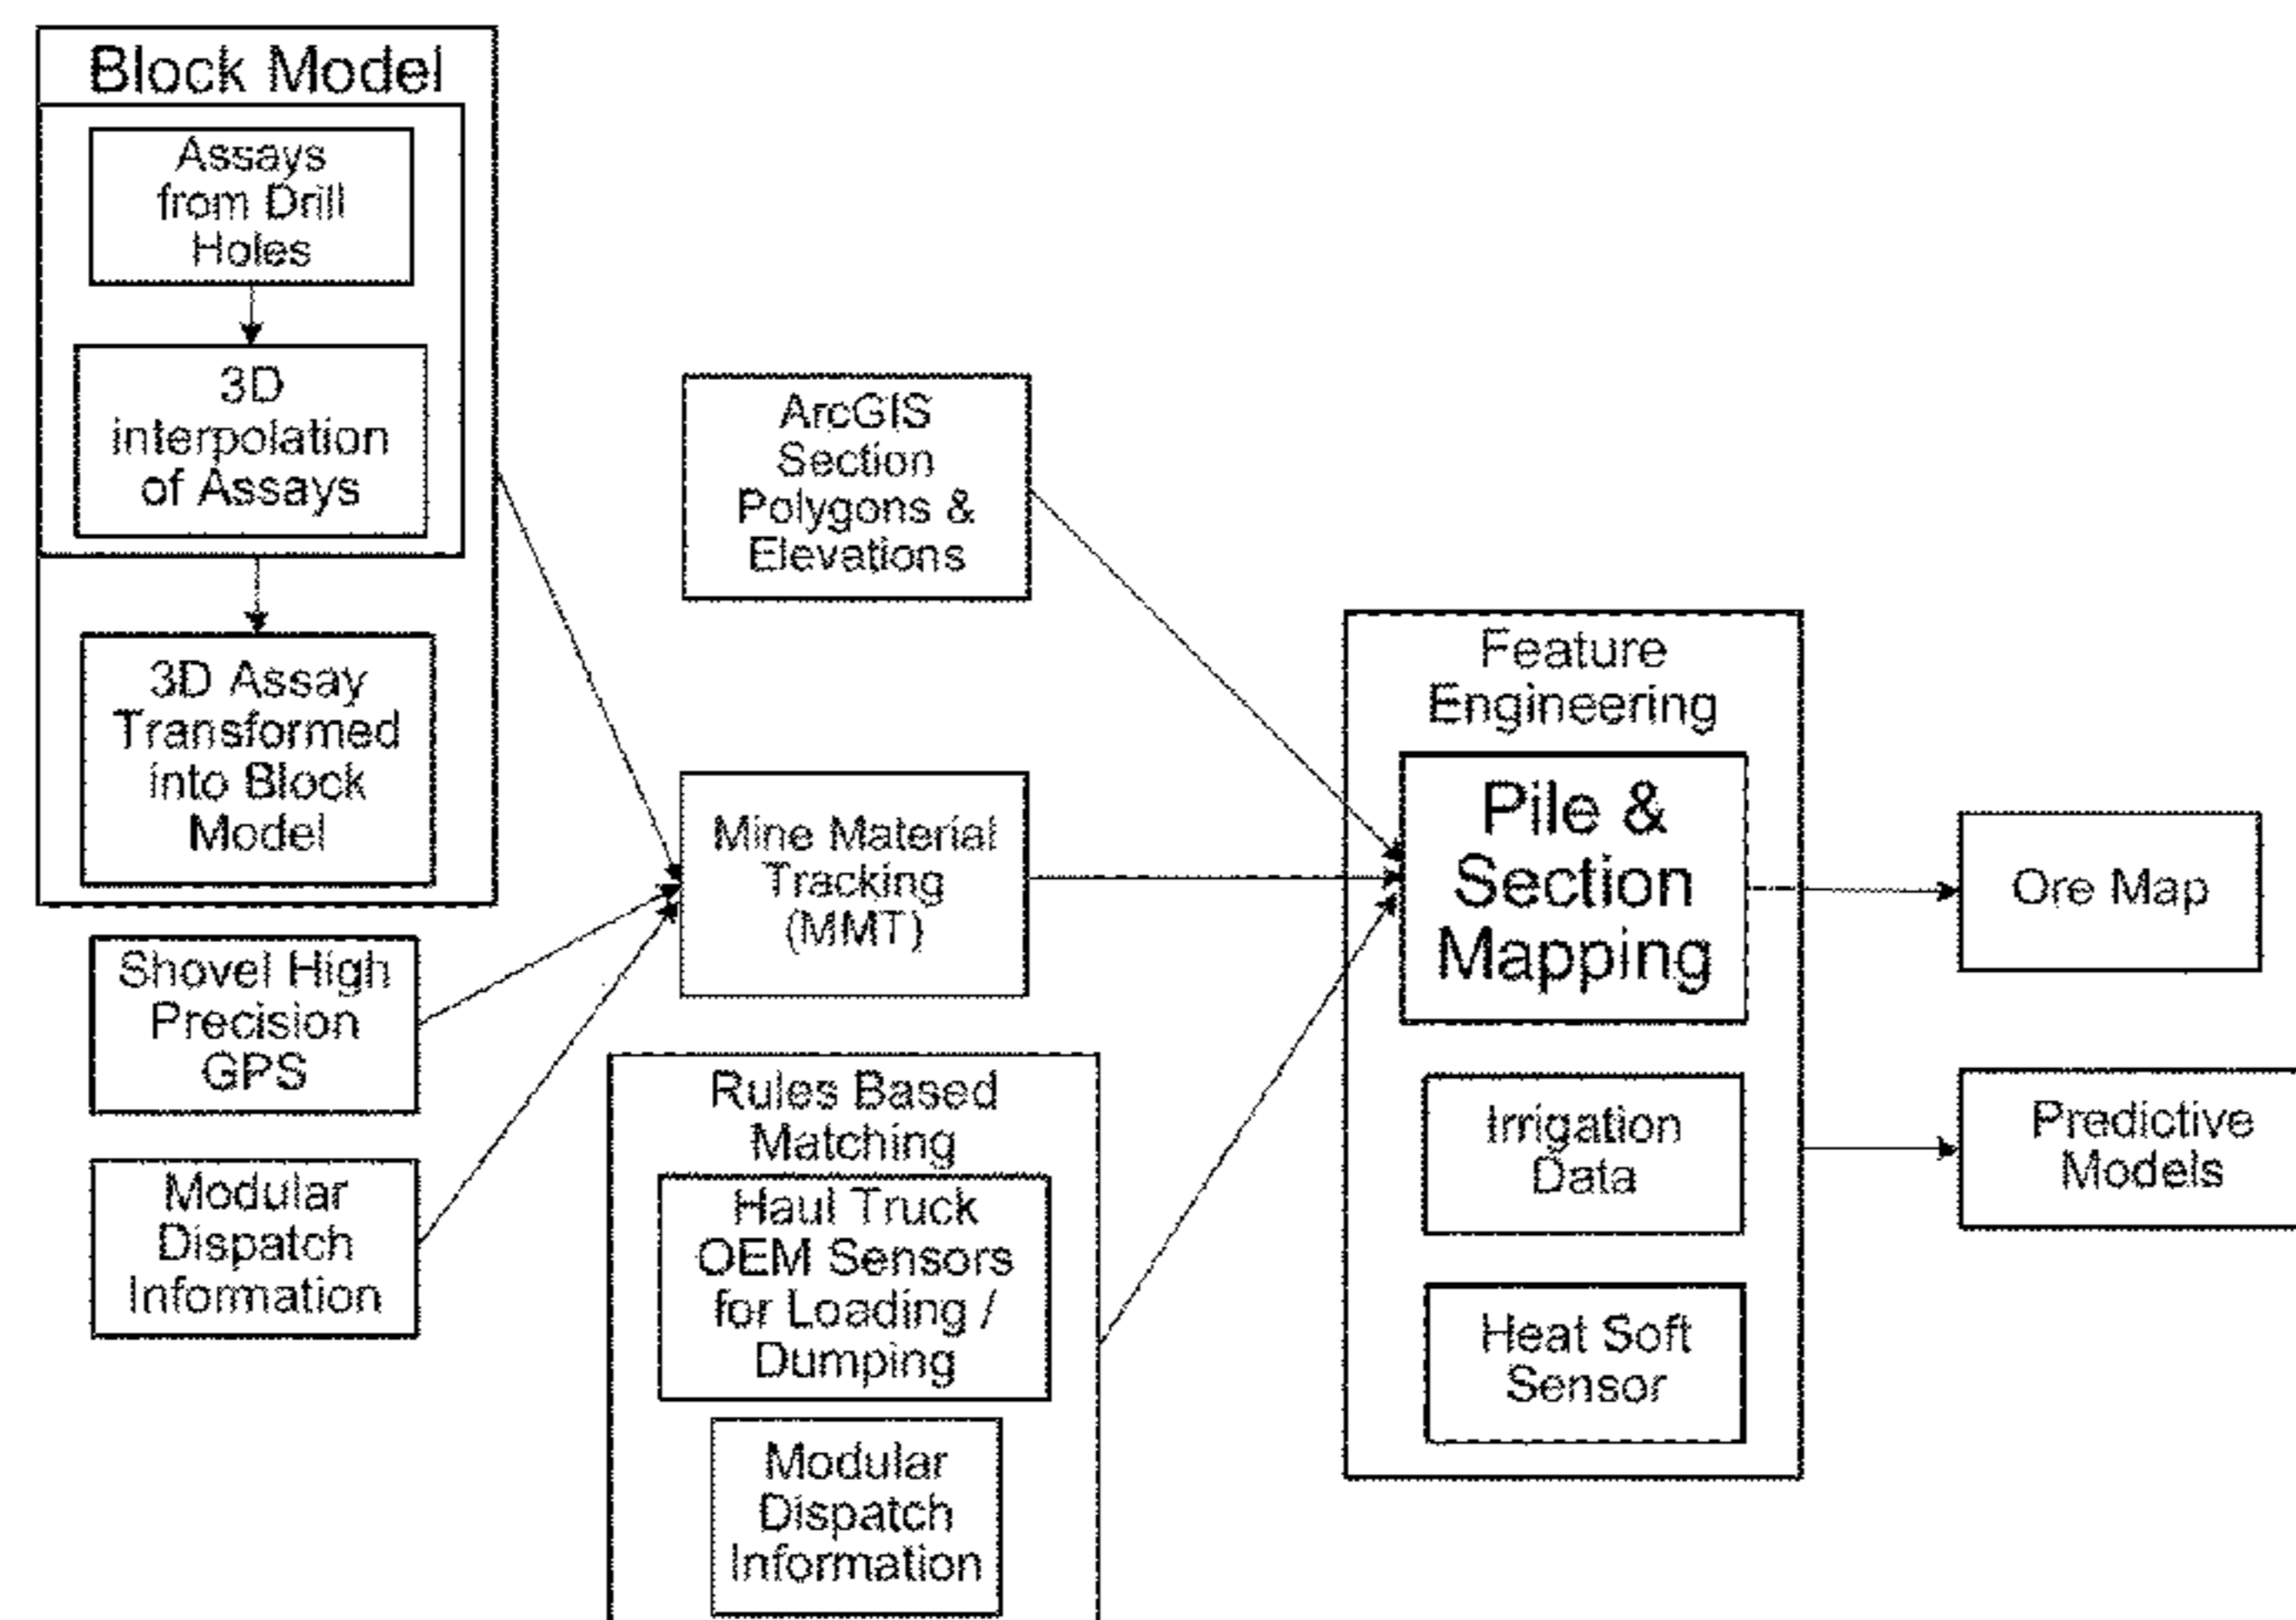 Block Model
Assays
from Drill
Holes
3D
interpolation
of Assays
3D Assay
Transformed
into Block
Model
Shovel High
Precision
GPS
Modular
Dispatch
Information
ArcGIS
Section
Polygons &
Elevations
Mine Material
Tracking
(MMT)
Rules Based
Matching
Haul Truck
OEM Sensors
for Loading /
Dumping
Modular
Dispatch
Information
Feature
Engineering
Pile &
Section
Mapping
Irrigation
Data
Heat Soft
Sensor
Ore Map
Predictive
Models